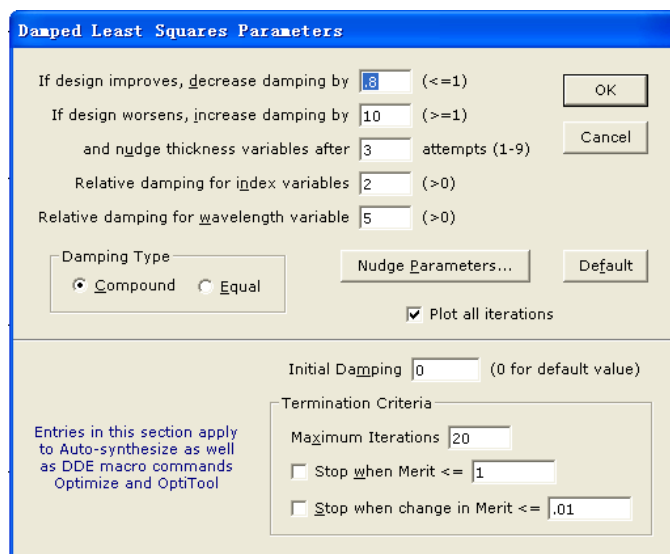 Damped Least Squares Parameters
If design improves, decrease damping by .8 (<=1)
OK
If design worsens, increase damping by 10 (>=1)
Cancel
and nudge thickness variables after 3 attempts (1-9)
Relative damping for index variables 2 (>0)
Relative damping for wavelength variable 5 (>0)
Damping Type
Compound Equal
Nudge Parameters...
Default
Plot all iterations
Initial Damping 0 (0 for default value)
Termination Criteria
Entries in this section apply
to Auto-synthesize as well
as DDE macro commands
Optimize and OptiTool
Maximum Iterations 20
Stop when Merit <= 1
Stop when change in Merit <= .01